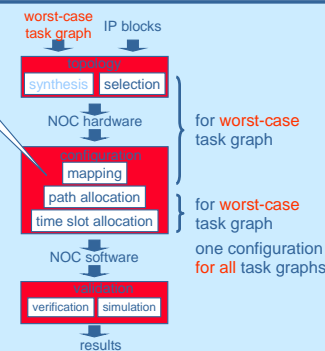 worst-case
task graph
IP blocks
topology
synthesis selection
NOC hardware
for worst-case
task graph
configuration
mapping
path allocation
time slot allocation
for worst-case
task graph
one configuration
for all task graphs
NOC software
validation
verification simulation
results